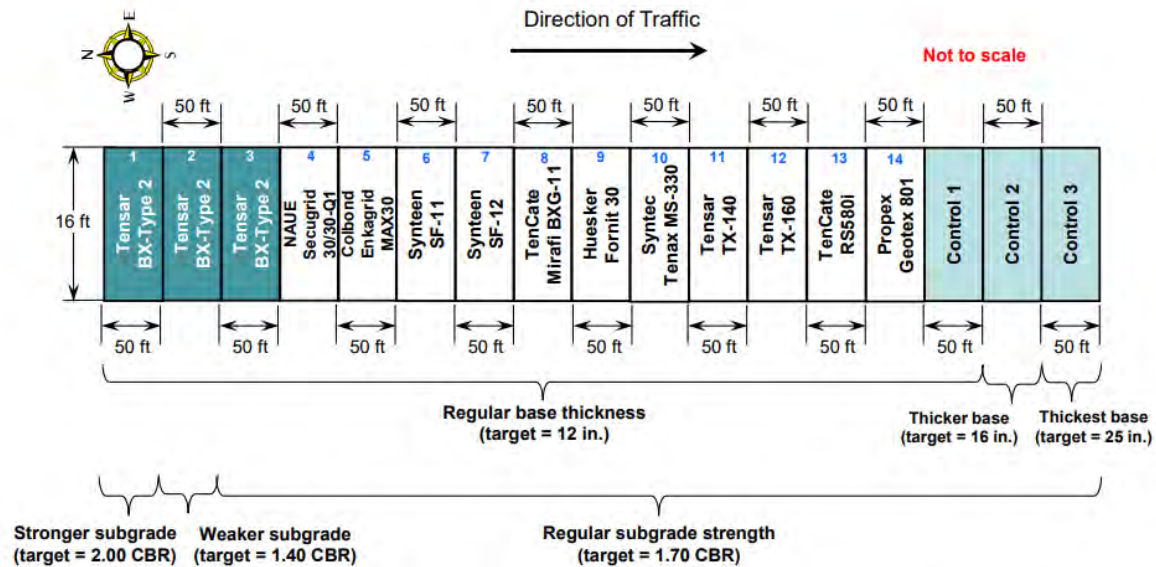 Direction of Traffic
Not to scale
N
E
S
W
50 ft
50 ft
50 ft
50 ft
50 ft
50 ft
50 ft
50 ft
16 ft
1
Tensar
BX-Type 2
2
Tensar
BX-Type 2
3
Tensar
BX-Type 2
4
NAUE
Secugrid
30/30-Q1
5
Colbond
Enkagrid
MAX30
6
Synteen
SF-11
7
Synteen
SF-12
8
TenCate
Mirafi BXG-11
9
Huesker
Fornit 30
10
Syntec
Tenax MS-330
11
Tensar
TX-140
12
Tensar
TX-160
13
TenCate
RS580i
14
Propex
Geotex 801
Control 1
Control 2
Control 3
50 ft
50 ft
50 ft
50 ft
50 ft
50 ft
50 ft
50 ft
50 ft
Regular base thickness
(target = 12 in.)
Thicker base
(target = 16 in.)
Thickest base
(target = 25 in.)
Stronger subgrade
(target = 2.00 CBR)
Weaker subgrade
(target = 1.40 CBR)
Regular subgrade strength
(target = 1.70 CBR)